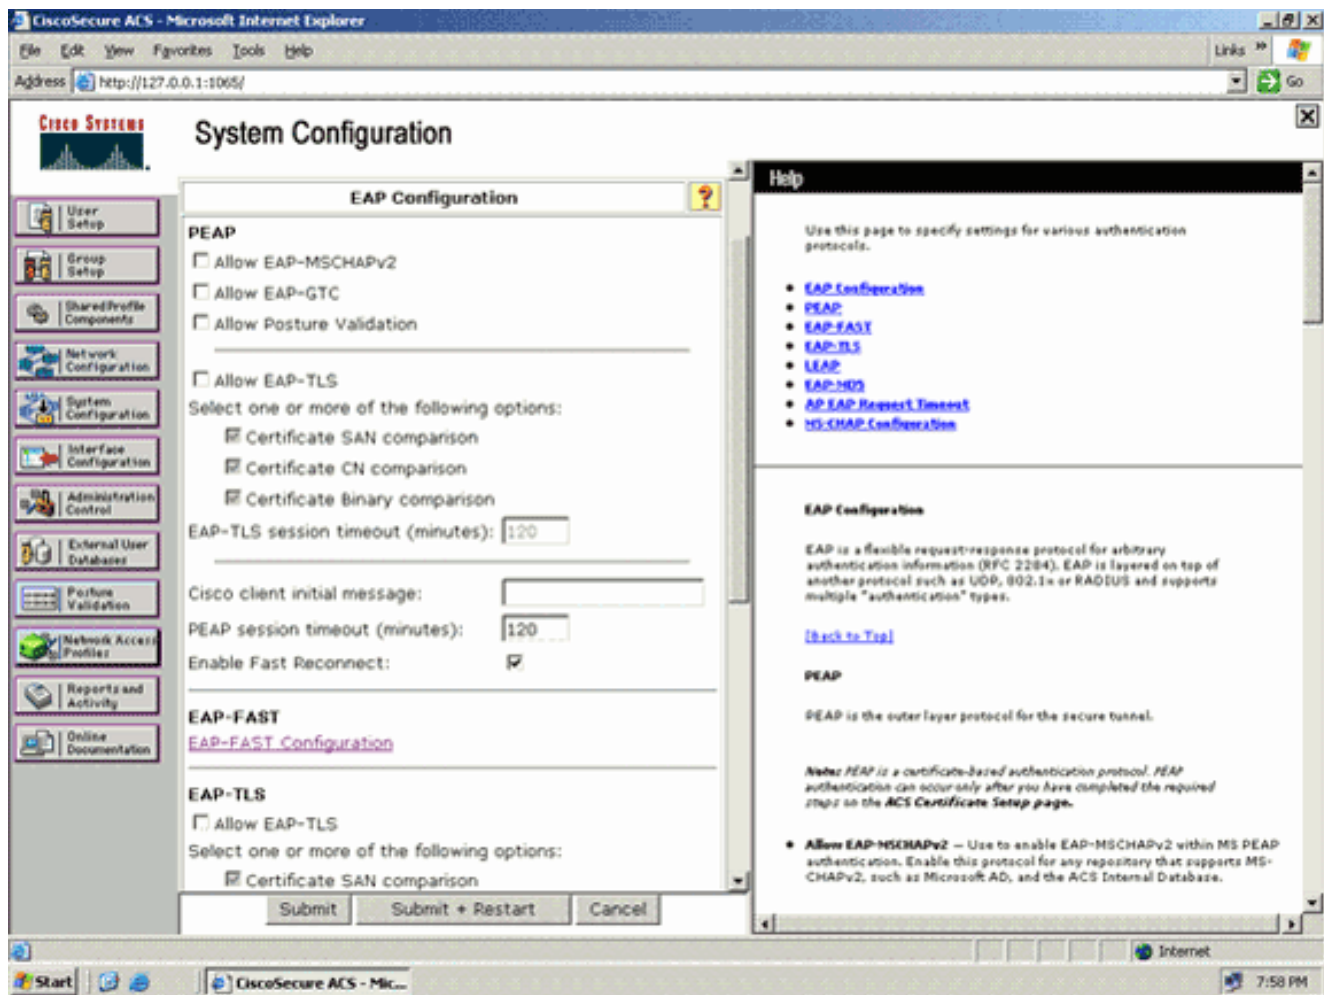 CiscoSecure ACS - Microsoft Internet Explorer
File Edit View Favorites Tools Help
Links »
Address http://127.0.0.1:1065/
Go
CISCO SYSTEMS
System Configuration
User Setup
Group Setup
Shared Profile Components
Network Configuration
System Configuration
Interface Configuration
Administration Control
External User Databases
Posture Validation
Network Access Profiles
Reports and Activity
Online Documentation
EAP Configuration
?
PEAP
Allow EAP-MSCHAPv2
Allow EAP-GTC
Allow Posture Validation
Allow EAP-TLS
Select one or more of the following options:
Certificate SAN comparison
Certificate CN comparison
Certificate Binary comparison
EAP-TLS session timeout (minutes): 120
Cisco client initial message:
PEAP session timeout (minutes): 120
Enable Fast Reconnect:
EAP-FAST
EAP-FAST Configuration
EAP-TLS
Allow EAP-TLS
Select one or more of the following options:
Certificate SAN comparison
Submit Submit + Restart Cancel
Help
Use this page to specify settings for various authentication
protocols.
EAP Configuration
PEAP
EAP-FAST
EAP-TLS
LEAP
EAP-MD5
AP EAP Request Timeout
MS-CHAP Configuration
EAP Configuration
EAP is a flexible request-response protocol for arbitrary
authentication information (RFC 2284). EAP is layered on top of
another protocol such as UDP, 802.1x or RADIUS and supports
multiple "authentication" types.
[Back to Top]
PEAP
PEAP is the outer layer protocol for the secure tunnel.
Note: PEAP is a certificate-based authentication protocol. PEAP
authentication can occur only after you have completed the required
steps on the ACS Certificate Setup page.
Allow EAP-MSCHAPv2 — Use to enable EAP-MSCHAPv2 within MS PEAP
authentication. Enable this protocol for any repository that supports MS-
CHAPv2, such as Microsoft AD, and the ACS Internal Database.
Internet
Start
CiscoSecure ACS - Mic...
7:58 PM